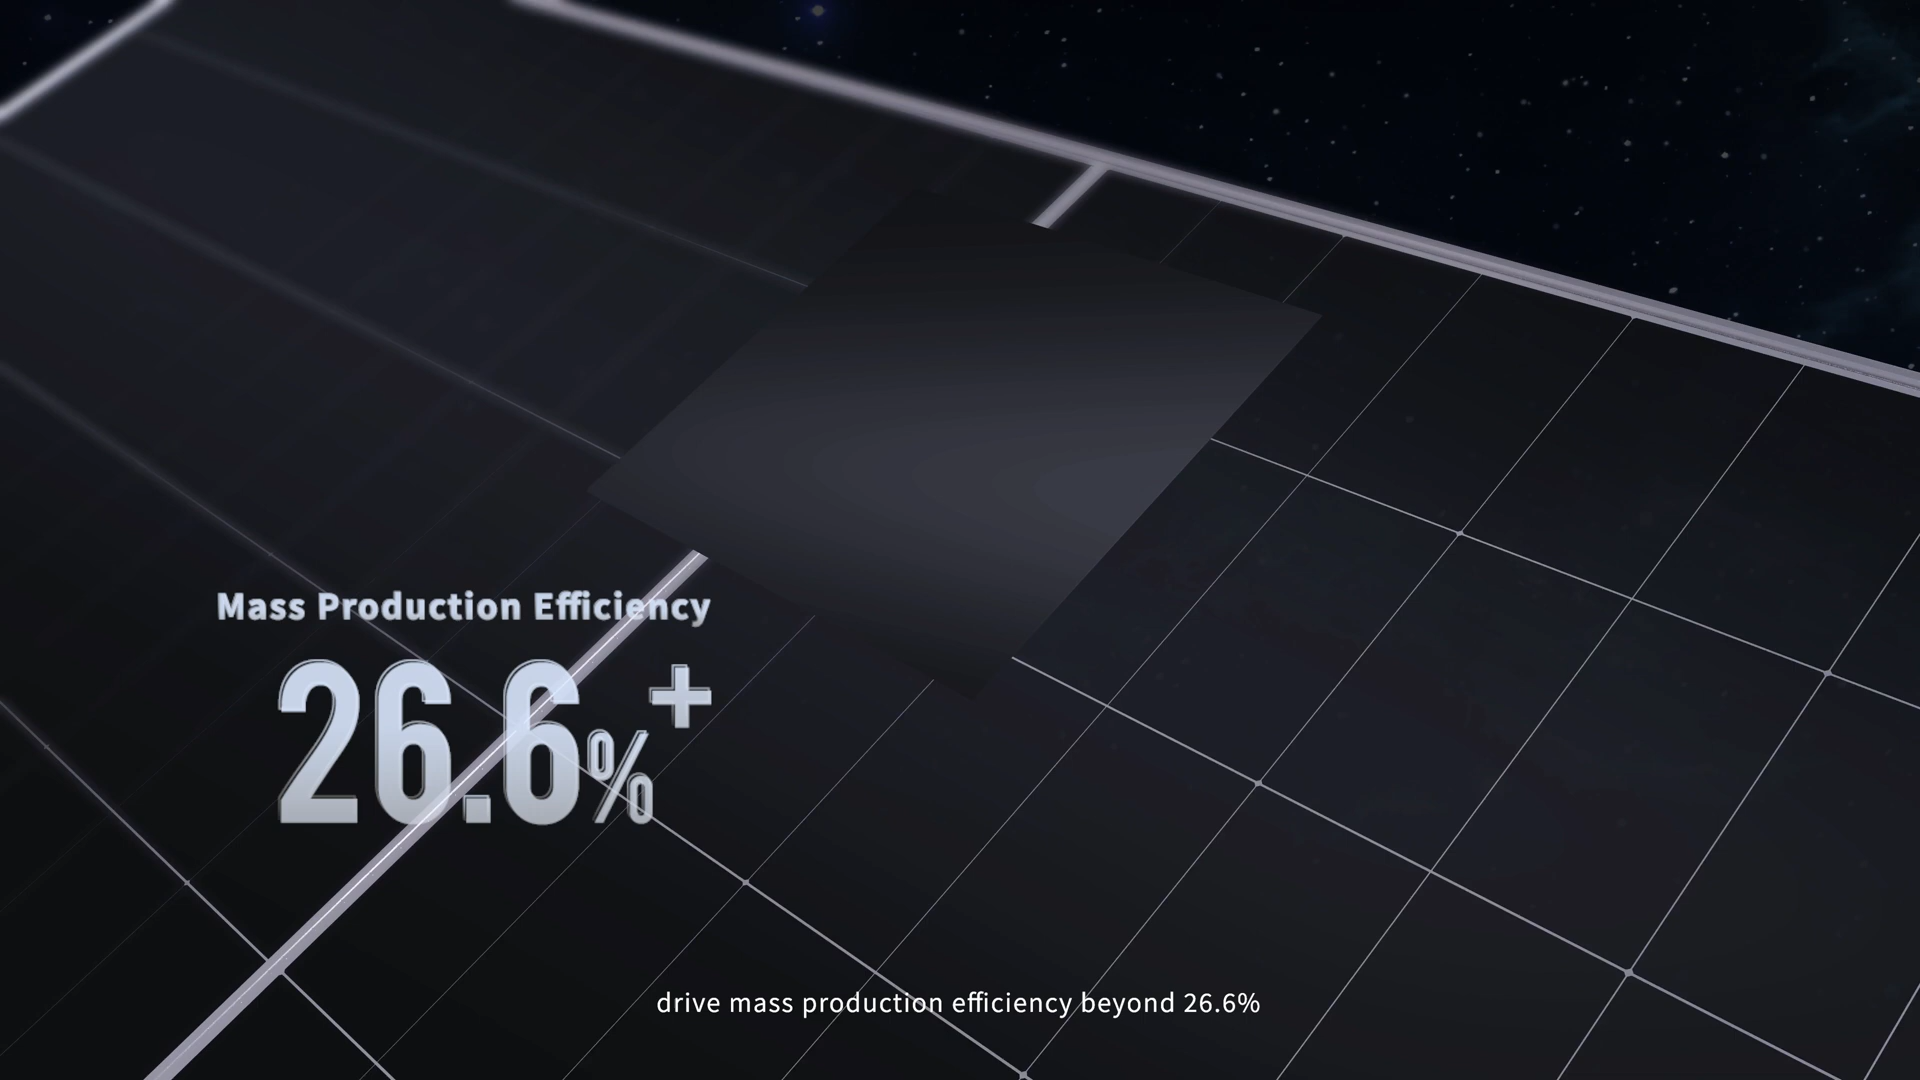 Mass Production Efficiency
26.6%+
drive mass production efficiency beyond 26.6%